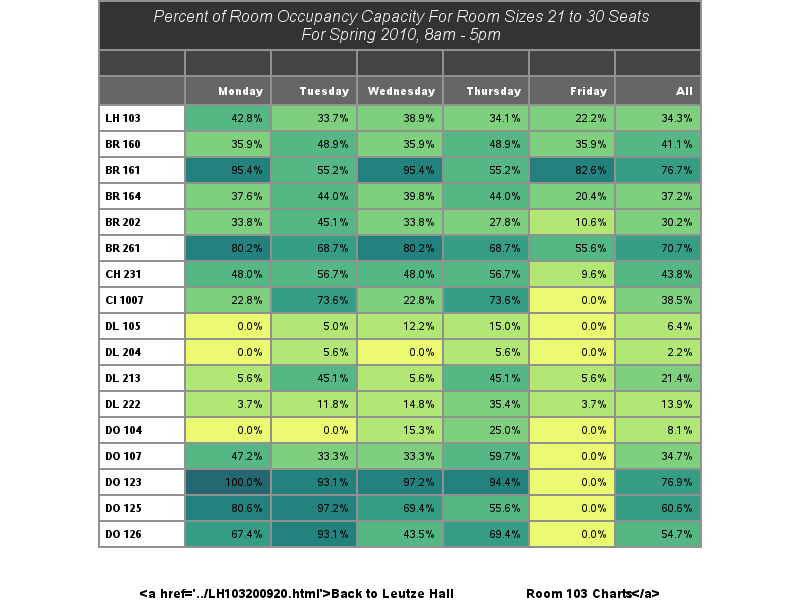 Percent of Room Occupancy Capacity For Room Sizes 21 to 30 Seats
For Spring 2010, 8am - 5pm
Monday Tuesday Wednesday Thursday Friday All
LH 103 42.8% 33.7% 38.9% 34.1% 22.2% 34.3%
BR 160 35.9% 48.9% 35.9% 48.9% 35.9% 41.1%
BR 161 95.4% 55.2% 95.4% 55.2% 82.6% 76.7%
BR 164 37.6% 44.0% 39.8% 44.0% 20.4% 37.2%
BR 202 33.8% 45.1% 33.8% 27.8% 10.6% 30.2%
BR 261 80.2% 68.7% 80.2% 68.7% 55.6% 70.7%
CH 231 48.0% 56.7% 48.0% 56.7% 9.6% 43.8%
CI 1007 22.8% 73.6% 22.8% 73.6% 0.0% 38.5%
DL 105 0.0% 5.0% 12.2% 15.0% 0.0% 6.4%
DL 204 0.0% 5.6% 0.0% 5.6% 0.0% 2.2%
DL 213 5.6% 45.1% 5.6% 45.1% 5.6% 21.4%
DL 222 3.7% 11.8% 14.8% 35.4% 3.7% 13.9%
DO 104 0.0% 0.0% 15.3% 25.0% 0.0% 8.1%
DO 107 47.2% 33.3% 33.3% 59.7% 0.0% 34.7%
DO 123 100.0% 93.1% 97.2% 94.4% 0.0% 76.9%
DO 125 80.6% 97.2% 69.4% 55.6% 0.0% 60.6%
DO 126 67.4% 93.1% 43.5% 69.4% 0.0% 54.7%
<a href='../LH103200920.html'>Back to Leutze Hall Room 103 Charts</a>